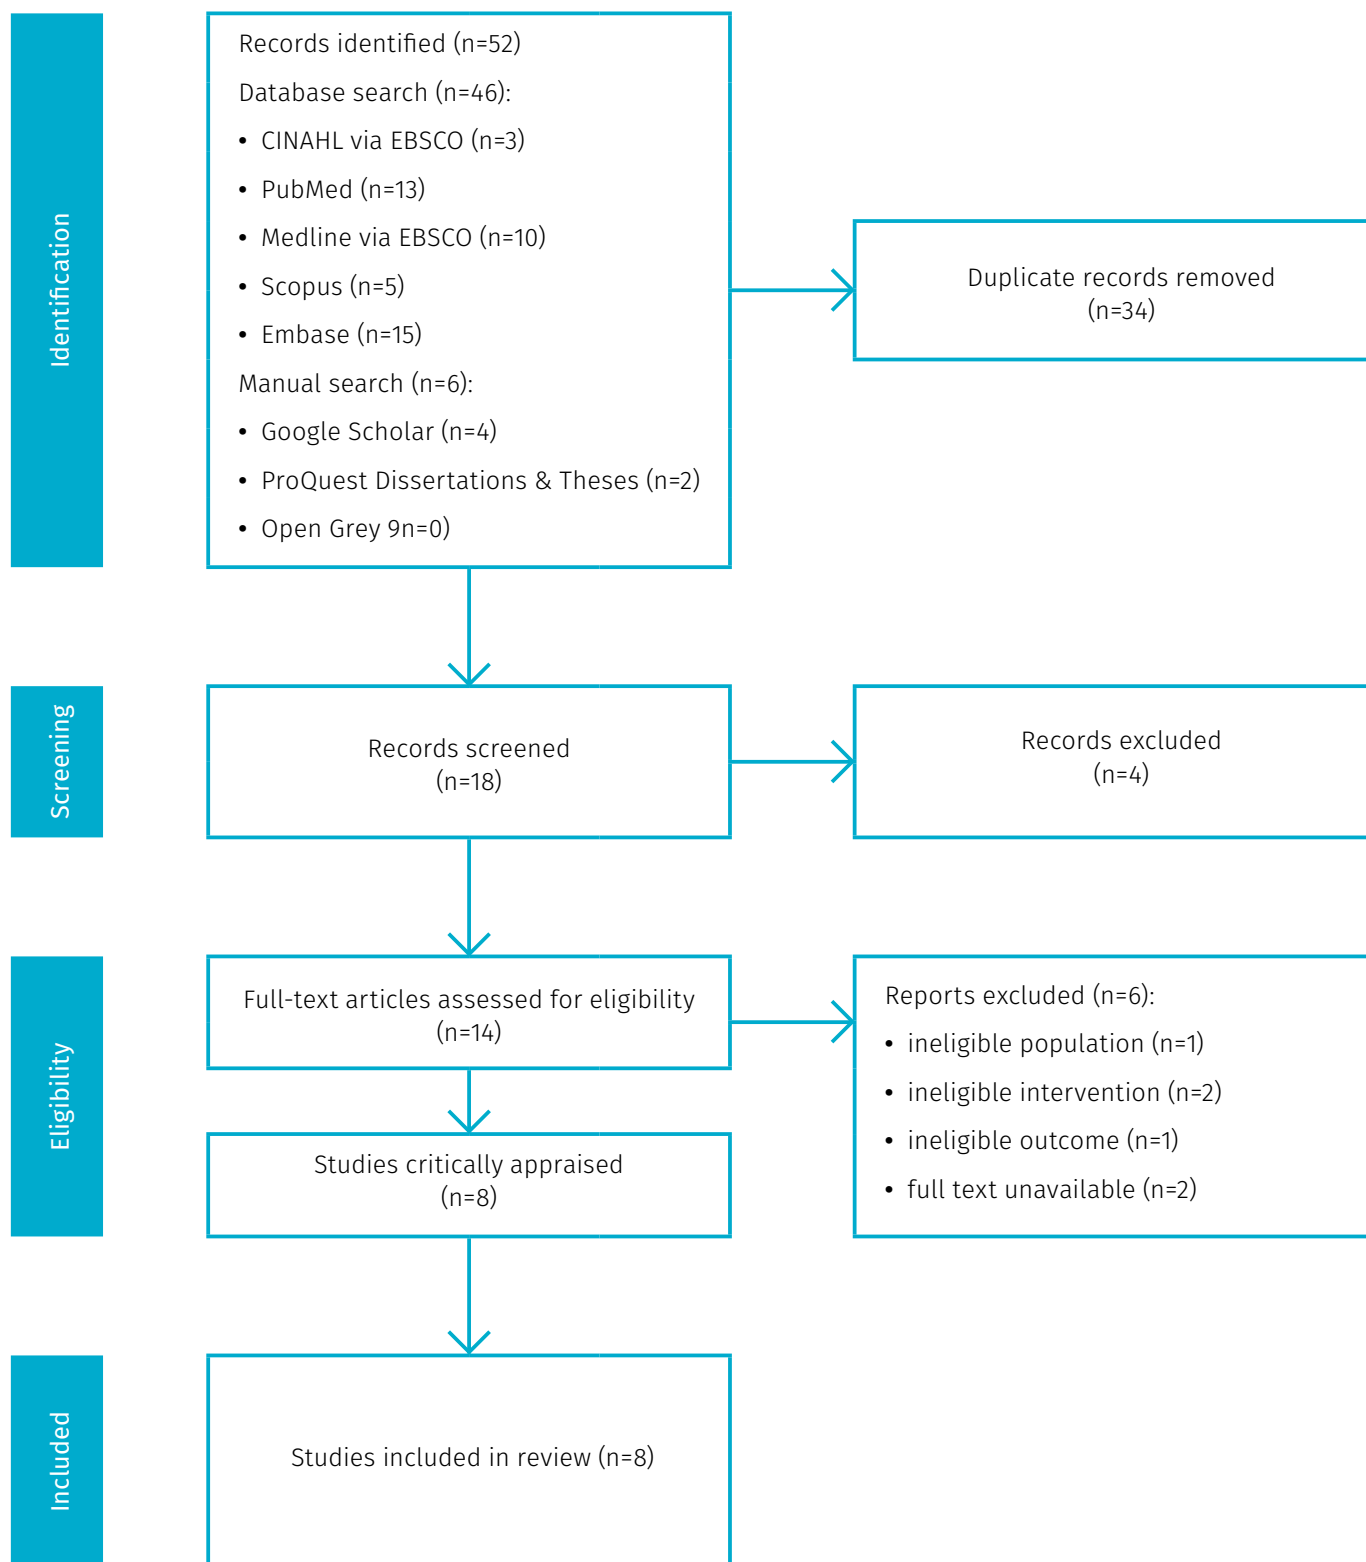 Identification
Records identified (n=52)
Database search (n=46):
• CINAHL via EBSCO (n=3)
• PubMed (n=13)
• Medline via EBSCO (n=10)
• Scopus (n=5)
• Embase (n=15)
Manual search (n=6):
• Google Scholar (n=4)
• ProQuest Dissertations & Theses (n=2)
• Open Grey 9n=0)
Duplicate records removed
(n=34)
Screening
Records screened
(n=18)
Records excluded
(n=4)
Eligibility
Full-text articles assessed for eligibility
(n=14)
Reports excluded (n=6):
• ineligible population (n=1)
• ineligible intervention (n=2)
• ineligible outcome (n=1)
• full text unavailable (n=2)
Studies critically appraised
(n=8)
Included
Studies included in review (n=8)